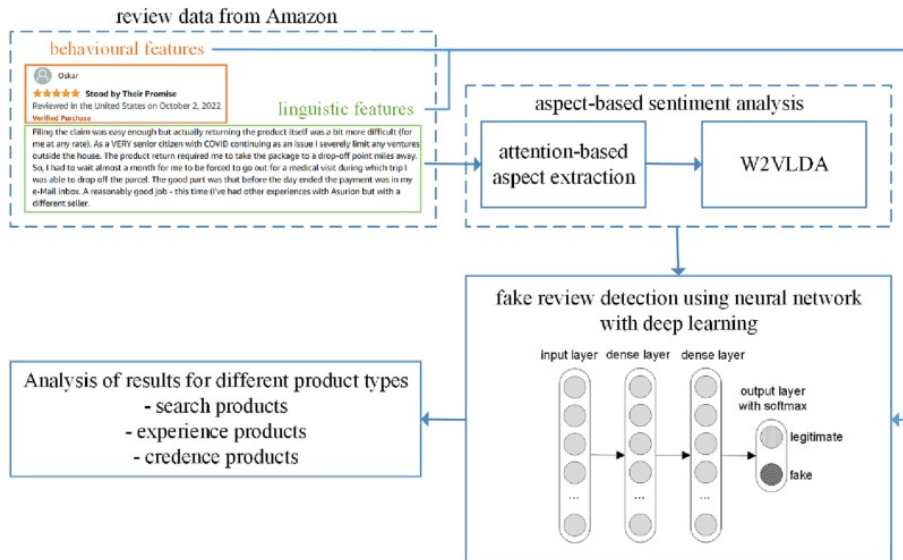 review data from Amazon
behavioural features
Oskar
Stood by Their Promise
Reviewed in the United States on October 2, 2022
Verified Purchase
linguistic features
Filing the claim was easy enough but actually returning the product itself was a bit more difficult (for
me at any rate). As a VERY senior citizen with COVID continuing as an issue I severely limit any ventures
outside the house. The product return required me to take the package to a drop-off point miles away.
So, I had to wait almost a month for me to be forced to go out for a medical visit during which trip I
was able to drop off the parcel. The good part was that before the day ended the payment was in my
e-Mail inbox. A reasonably good job - this time (I've had other experiences with Asurion but with a
different seller.
aspect-based sentiment analysis
attention-based
aspect extraction
W2VLDA
fake review detection using neural network
with deep learning
input layer
dense layer
dense layer
output layer
with softmax
legitimate
fake
...
...
...
Analysis of results for different product types
- search products
- experience products
- credence products